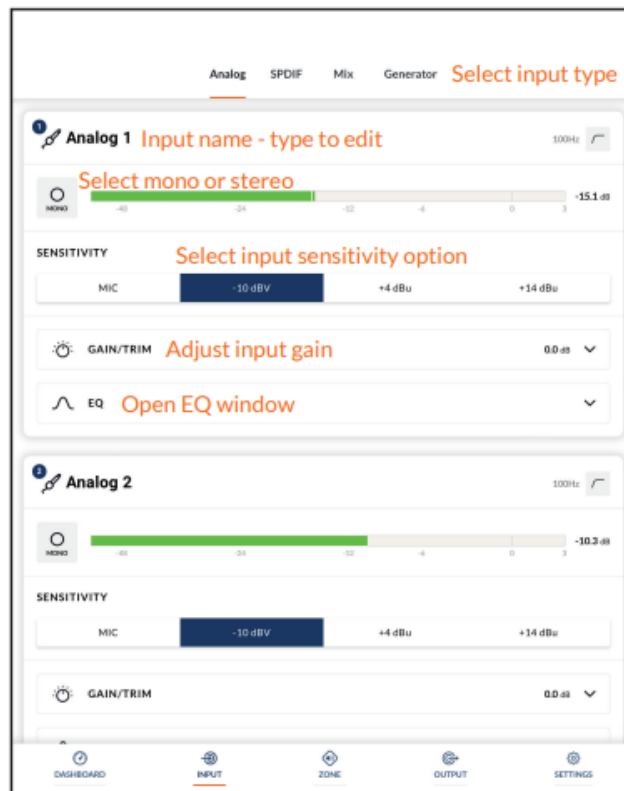 Analog SPDIF Mix Generator Select input type
1 Analog 1 Input name - type to edit 100Hz
Select mono or stereo
MONO -40 -24 -12 -6 0 3 -15.1 dB
SENSITIVITY Select input sensitivity option
MIC -10 dBV +4 dBu +14 dBu
GAIN/TRIM Adjust input gain 0.0 dB
EQ Open EQ window
2 Analog 2 100Hz
MONO -40 -24 -12 -6 0 3 -10.3 dB
SENSITIVITY
MIC -10 dBV +4 dBu +14 dBu
GAIN/TRIM 0.0 dB
DASHBOARD INPUT ZONE OUTPUT SETTINGS